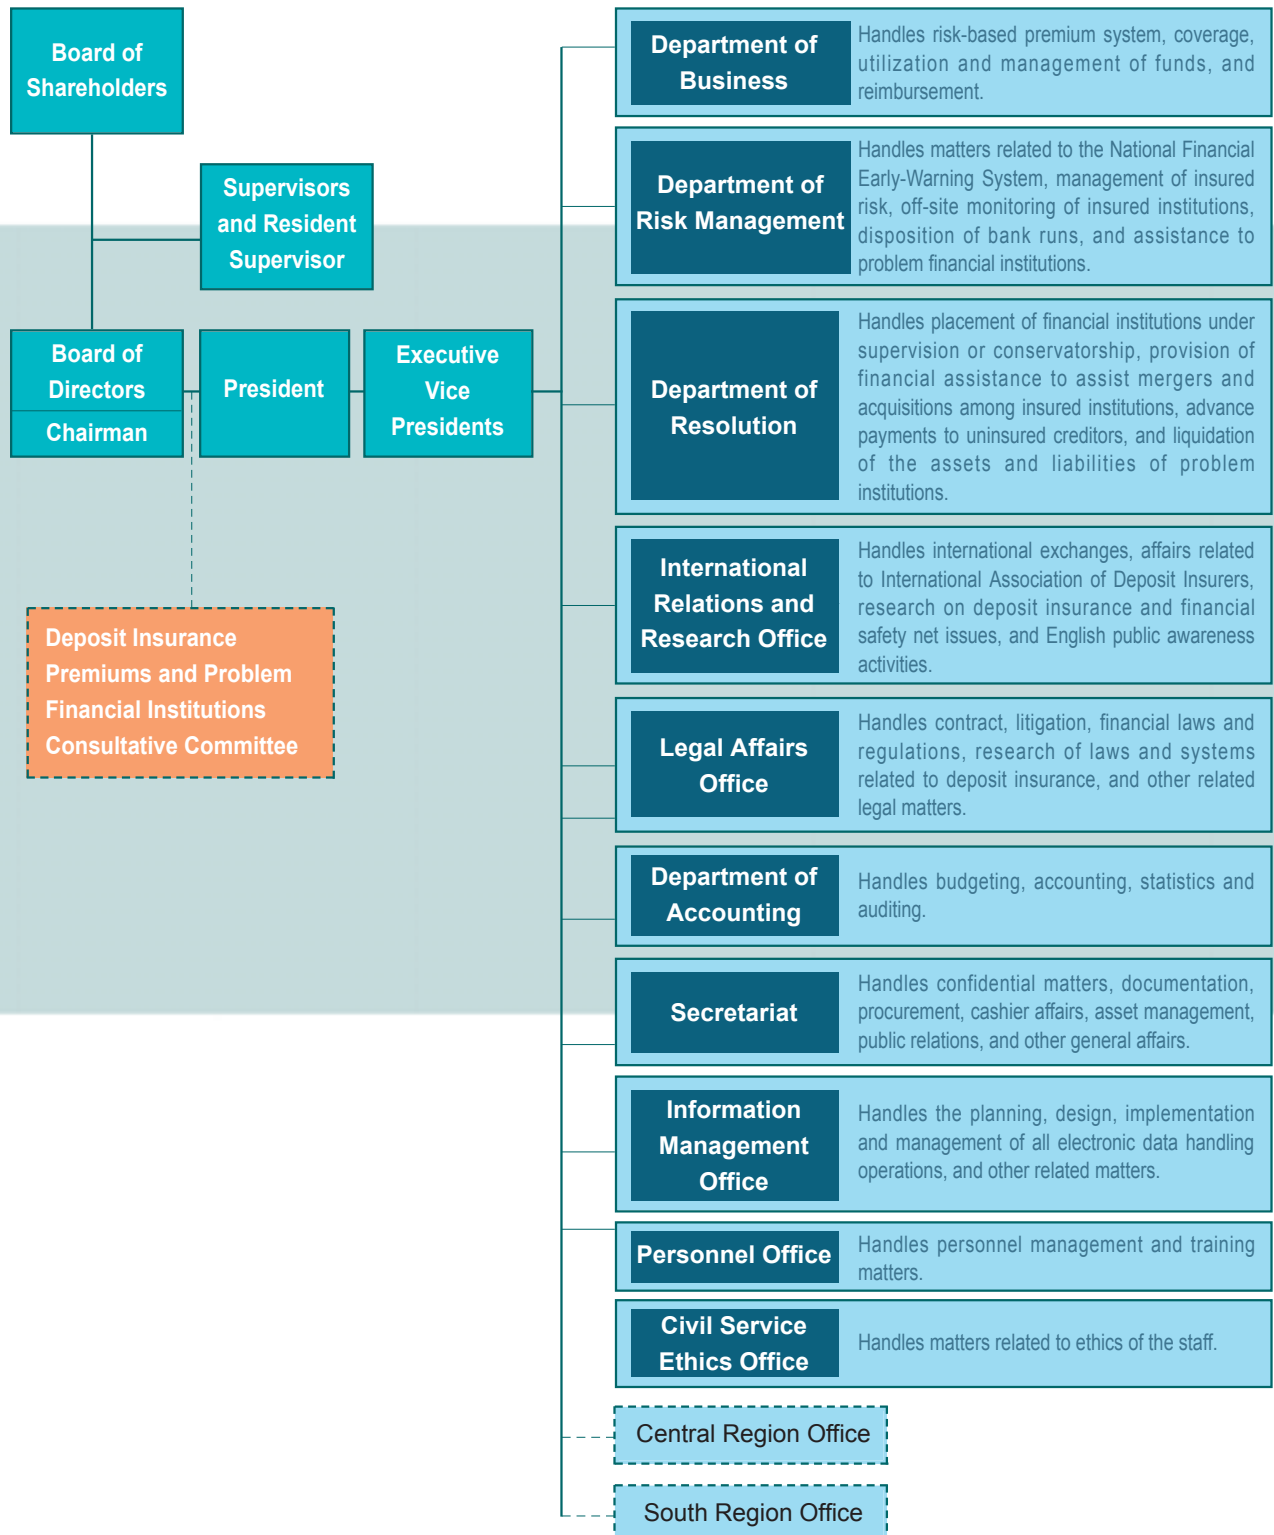 Board of
Shareholders
Supervisors
and Resident
Supervisor
Board of
Directors
Chairman
President
Executive
Vice
Presidents
Deposit Insurance
Premiums and Problem
Financial Institutions
Consultative Committee
Department of
Business
Handles risk-based premium system, coverage,
utilization and management of funds, and
reimbursement.
Department of
Risk Management
Handles matters related to the National Financial
Early-Warning System, management of insured
risk, off-site monitoring of insured institutions,
disposition of bank runs, and assistance to
problem financial institutions.
Department of
Resolution
Handles placement of financial institutions under
supervision or conservatorship, provision of
financial assistance to assist mergers and
acquisitions among insured institutions, advance
payments to uninsured creditors, and liquidation
of the assets and liabilities of problem
institutions.
International
Relations and
Research Office
Handles international exchanges, affairs related
to International Association of Deposit Insurers,
research on deposit insurance and financial
safety net issues, and English public awareness
activities.
Legal Affairs
Office
Handles contract, litigation, financial laws and
regulations, research of laws and systems
related to deposit insurance, and other related
legal matters.
Department of
Accounting
Handles budgeting, accounting, statistics and
auditing.
Secretariat
Handles confidential matters, documentation,
procurement, cashier affairs, asset management,
public relations, and other general affairs.
Information
Management
Office
Handles the planning, design, implementation
and management of all electronic data handling
operations, and other related matters.
Personnel Office
Handles personnel management and training
matters.
Civil Service
Ethics Office
Handles matters related to ethics of the staff.
Central Region Office
South Region Office